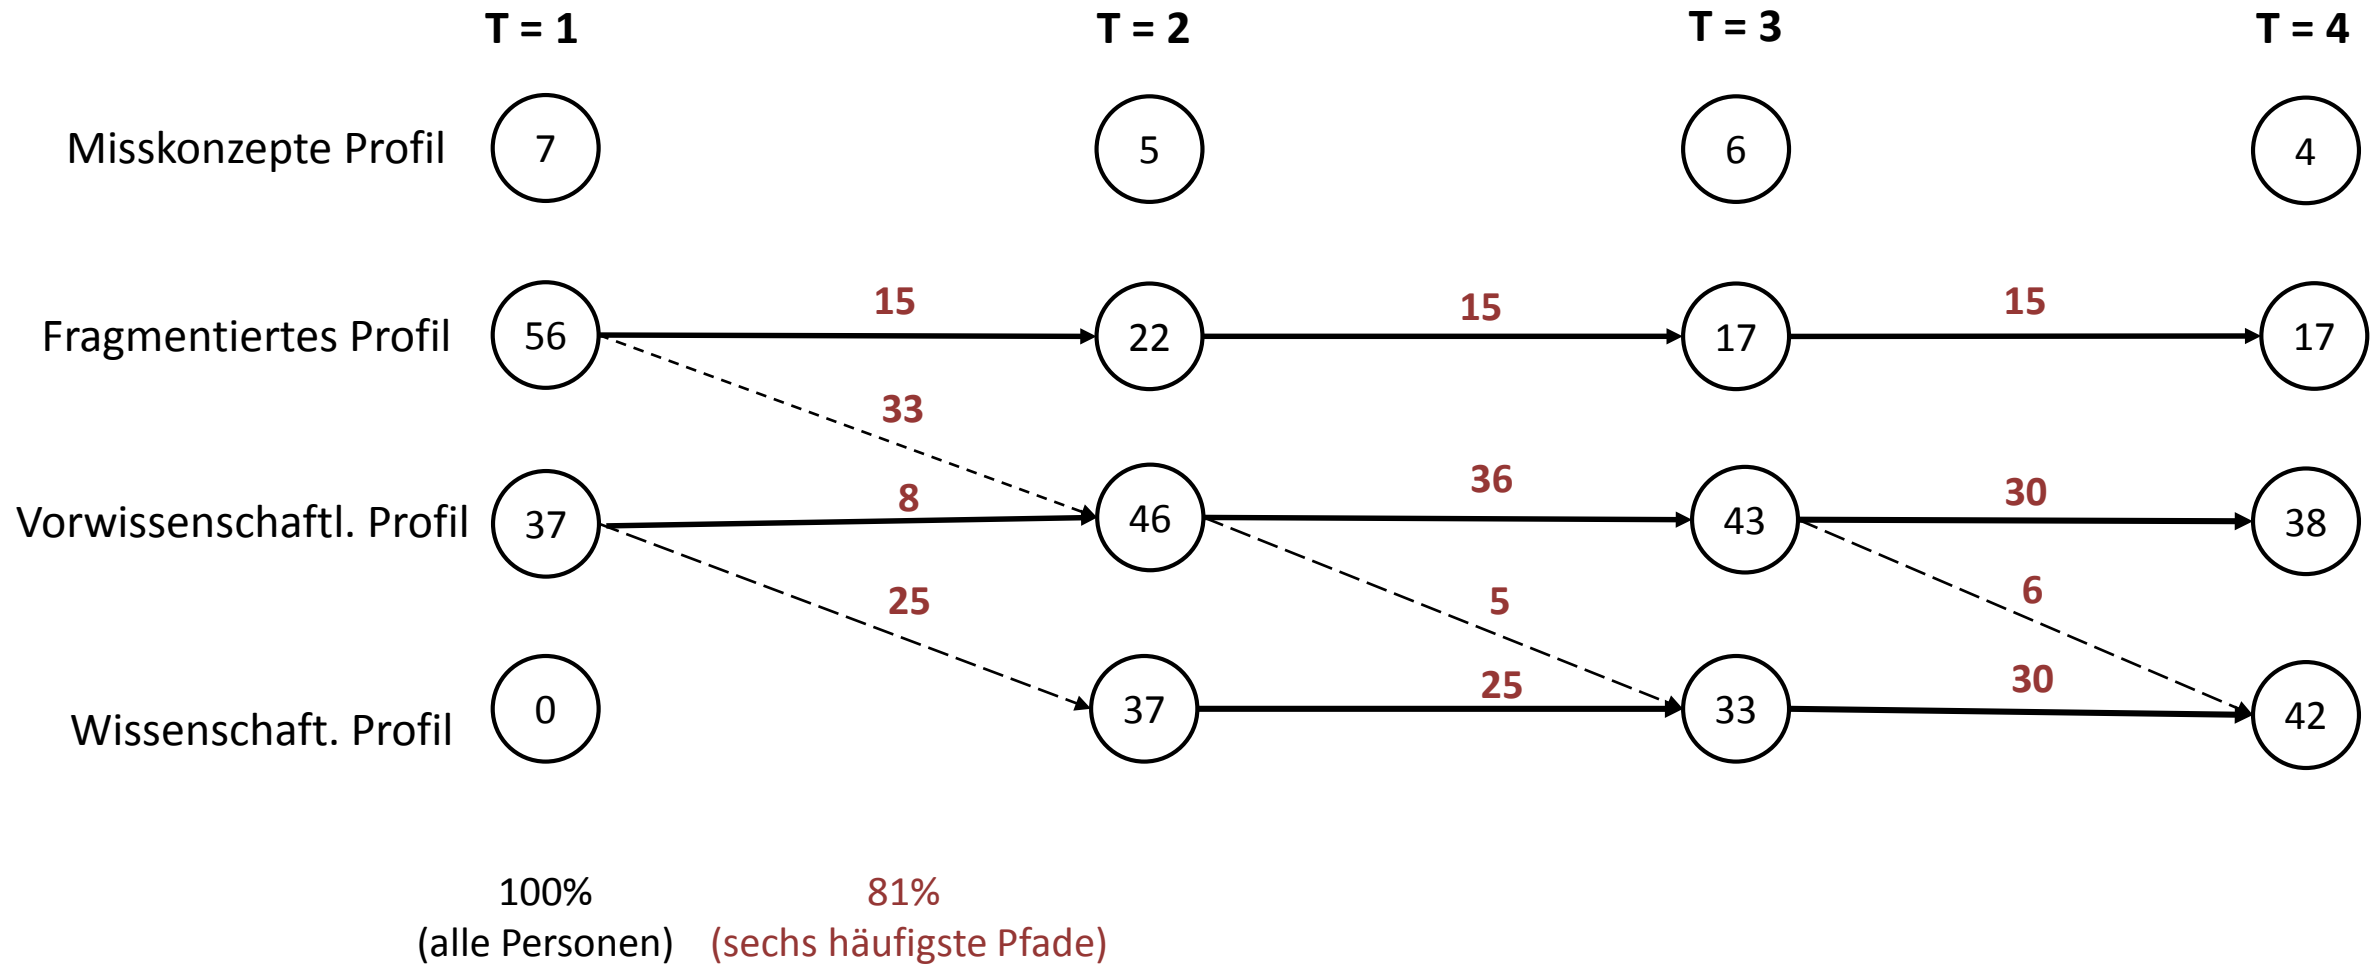 T = 1 T = 2 T = 3 T = 4
Misskonzepte Profil 7 5 6 4
15 15 15
Fragmentiertes Profil 56 22 17 17
33
36 30
8
Vorwissenschaftl. Profil 37 46 43 38
25 5 6
25 30
Wissenschaft. Profil 0 37 33 42
100% 81%
(alle Personen) (sechs häufigste Pfade)